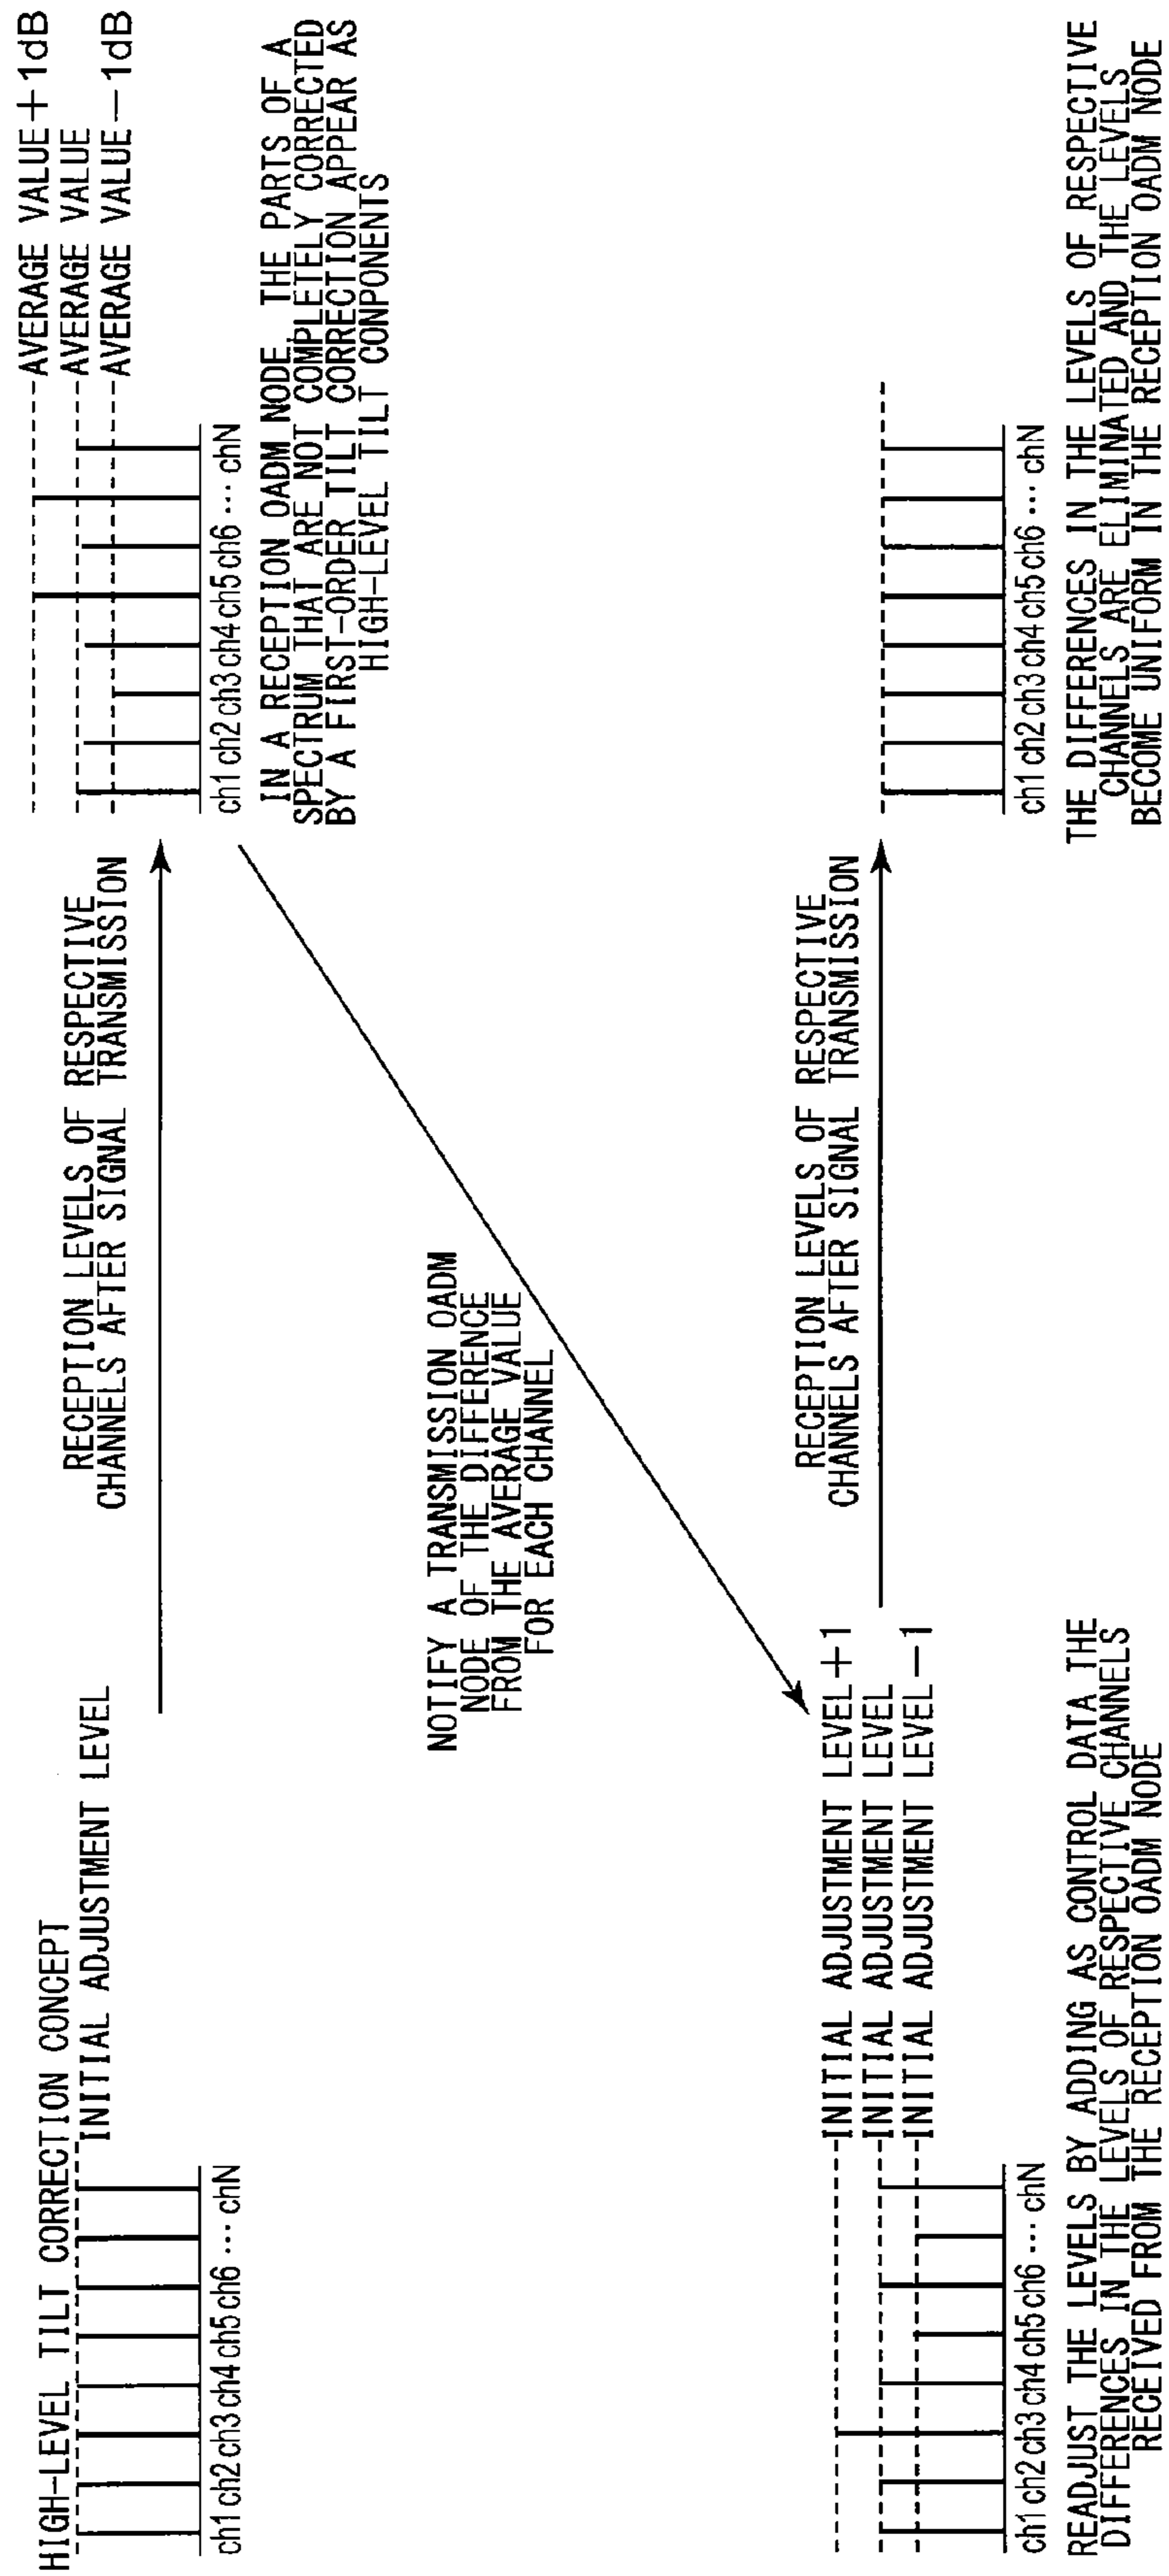 HIGH-LEVEL TILT CORRECTION CONCEPT
INITIAL ADJUSTMENT LEVEL
ch1 ch2 ch3 ch4 ch5 ch6 ··· chN
RECEPTION LEVELS OF RESPECTIVE
CHANNELS AFTER SIGNAL TRANSMISSION
AVERAGE VALUE+1dB
AVERAGE VALUE
AVERAGE VALUE-1dB
ch1 ch2 ch3 ch4 ch5 ch6 ··· chN
IN A RECEPTION OADM NODE, THE PARTS OF A
SPECTRUM THAT ARE NOT COMPLETELY CORRECTED
BY A FIRST-ORDER TILT CORRECTION APPEAR AS
HIGH-LEVEL TILT CONPONENTS
NOTIFY A TRANSMISSION OADM
NODE OF THE DIFFERENCE
FROM THE AVERAGE VALUE
FOR EACH CHANNEL
INITIAL ADJUSTMENT LEVEL+1
INITIAL ADJUSTMENT LEVEL
INITIAL ADJUSTMENT LEVEL-1
ch1 ch2 ch3 ch4 ch5 ch6 ··· chN
READJUST THE LEVELS BY ADDING AS CONTROL DATA THE
DIFFERENCES IN THE LEVELS OF RESPECTIVE CHANNELS
RECEIVED FROM THE RECEPTION OADM NODE
RECEPTION LEVELS OF RESPECTIVE
CHANNELS AFTER SIGNAL TRANSMISSION
ch1 ch2 ch3 ch4 ch5 ch6 ··· chN
THE DIFFERENCES IN THE LEVELS OF RESPECTIVE
CHANNELS ARE ELIMINATED AND THE LEVELS
BECOME UNIFORM IN THE RECEPTION OADM NODE